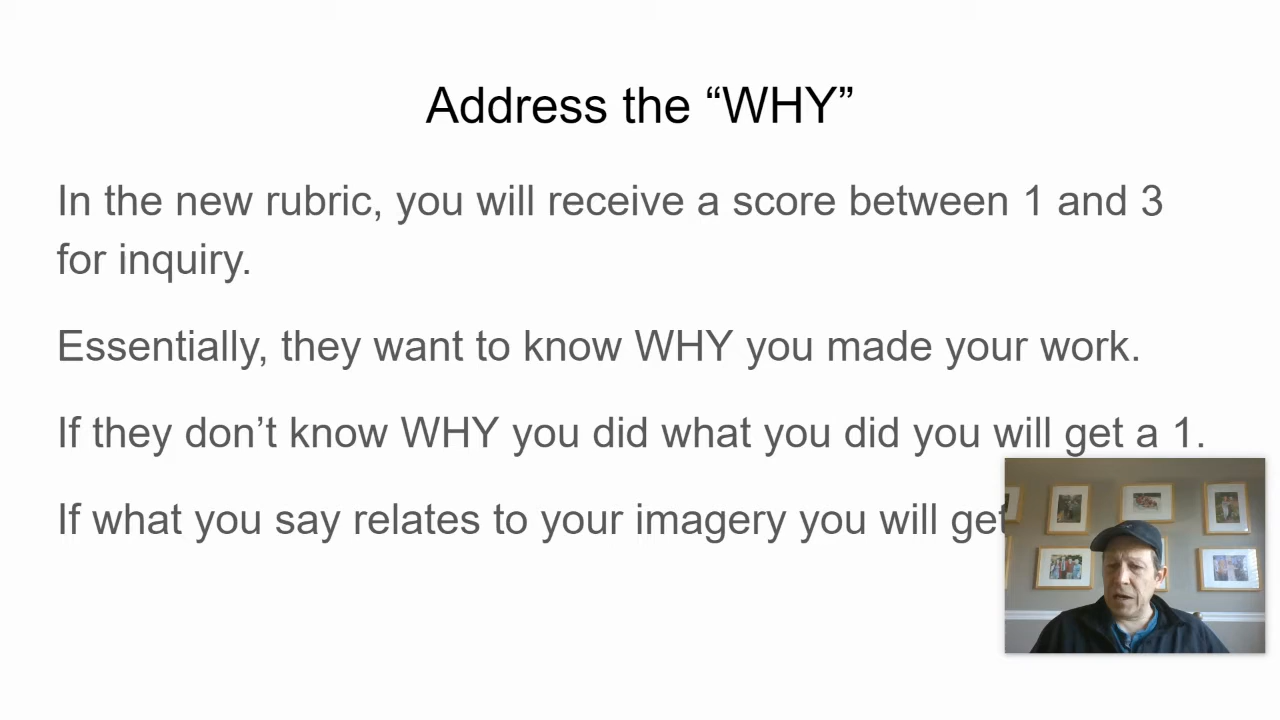 Address the “WHY”
In the new rubric, you will receive a score between 1 and 3
for inquiry.
Essentially, they want to know WHY you made your work.
If they don’t know WHY you did what you did you will get a 1.
If what you say relates to your imagery you will get